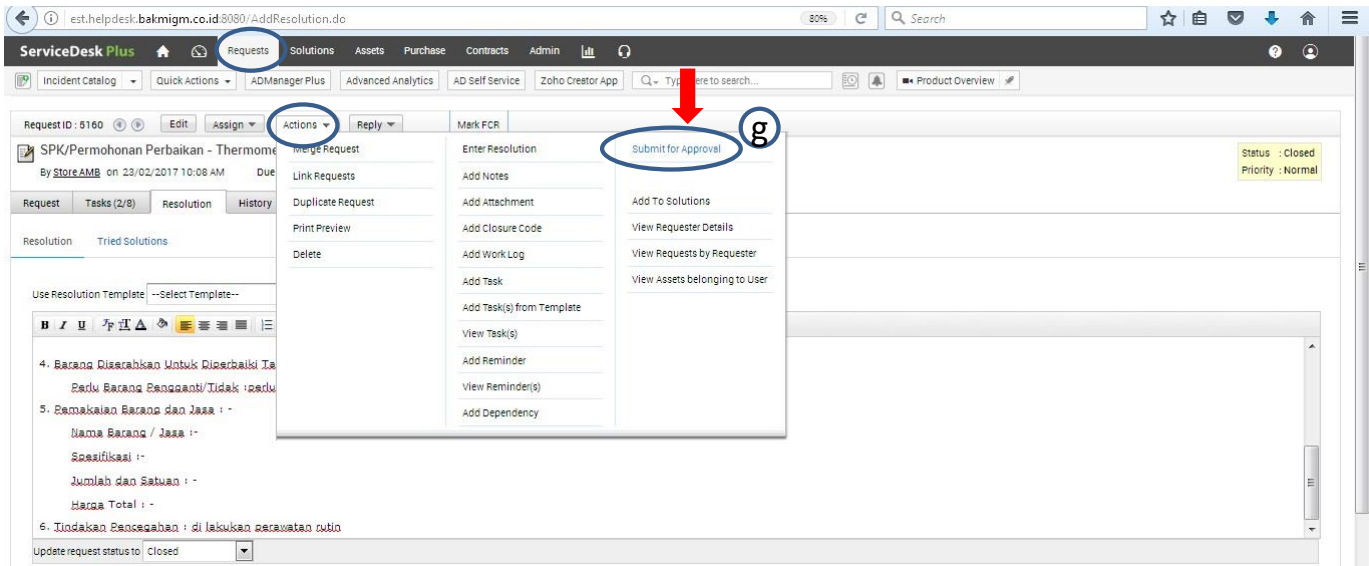 est.helpdesk.bakmigm.co.id:8080/AddResolution.do 80% Search
ServiceDesk Plus Requests Solutions Assets Purchase Contracts Admin
Incident Catalog Quick Actions ADManager Plus Advanced Analytics AD Self Service Zoho Creator App Type here to search... Product Overview
Request ID : 5160 Edit Assign Actions Reply Mark FCR g
SPK/Permohonan Perbaikan - Thermome
By Store AMB on 23/02/2017 10:08 AM Due
Status : Closed
Priority : Normal
Request Tasks (2/8) Resolution History
Resolution Tried Solutions
Merge Request
Link Requests
Duplicate Request
Print Preview
Delete
Enter Resolution
Add Notes
Add Attachment
Add Closure Code
Add Work Log
Add Task
Add Task(s) from Template
View Task(s)
Add Reminder
View Reminder(s)
Add Dependency
Submit for Approval
Add To Solutions
View Requester Details
View Requests by Requester
View Assets belonging to User
Use Resolution Template --Select Template--
B I U
4. Barang Diserahkan Untuk Diperbaiki Ta
Perlu Barang Pengganti/Tidak :perlu
5. Pemakaian Barang dan Jasa : -
Nama Barang / Jasa :-
Spesifikasi :-
Jumlah dan Satuan : -
Harga Total : -
6. Tindakan Pencegahan : di lakukan perawatan rutin
Update request status to Closed